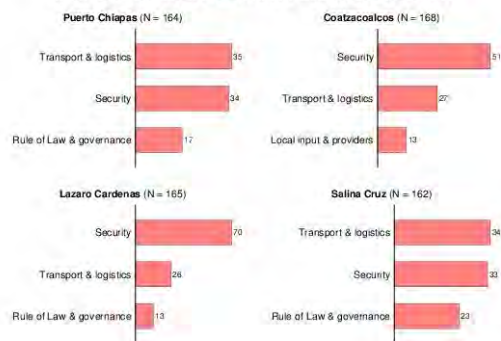 Puerto Chiapas (N = 164)
Transport & logistics 35
Security 34
Rule of Law & governance 17
Coatzacoalcos (N = 168)
Security 51
Transport & logistics 27
Local input & providers 13
Lazaro Cardenas (N = 165)
Security 70
Transport & logistics 26
Rule of Law & governance 13
Salina Cruz (N = 162)
Transport & logistics 34
Security 33
Rule of Law & governance 23